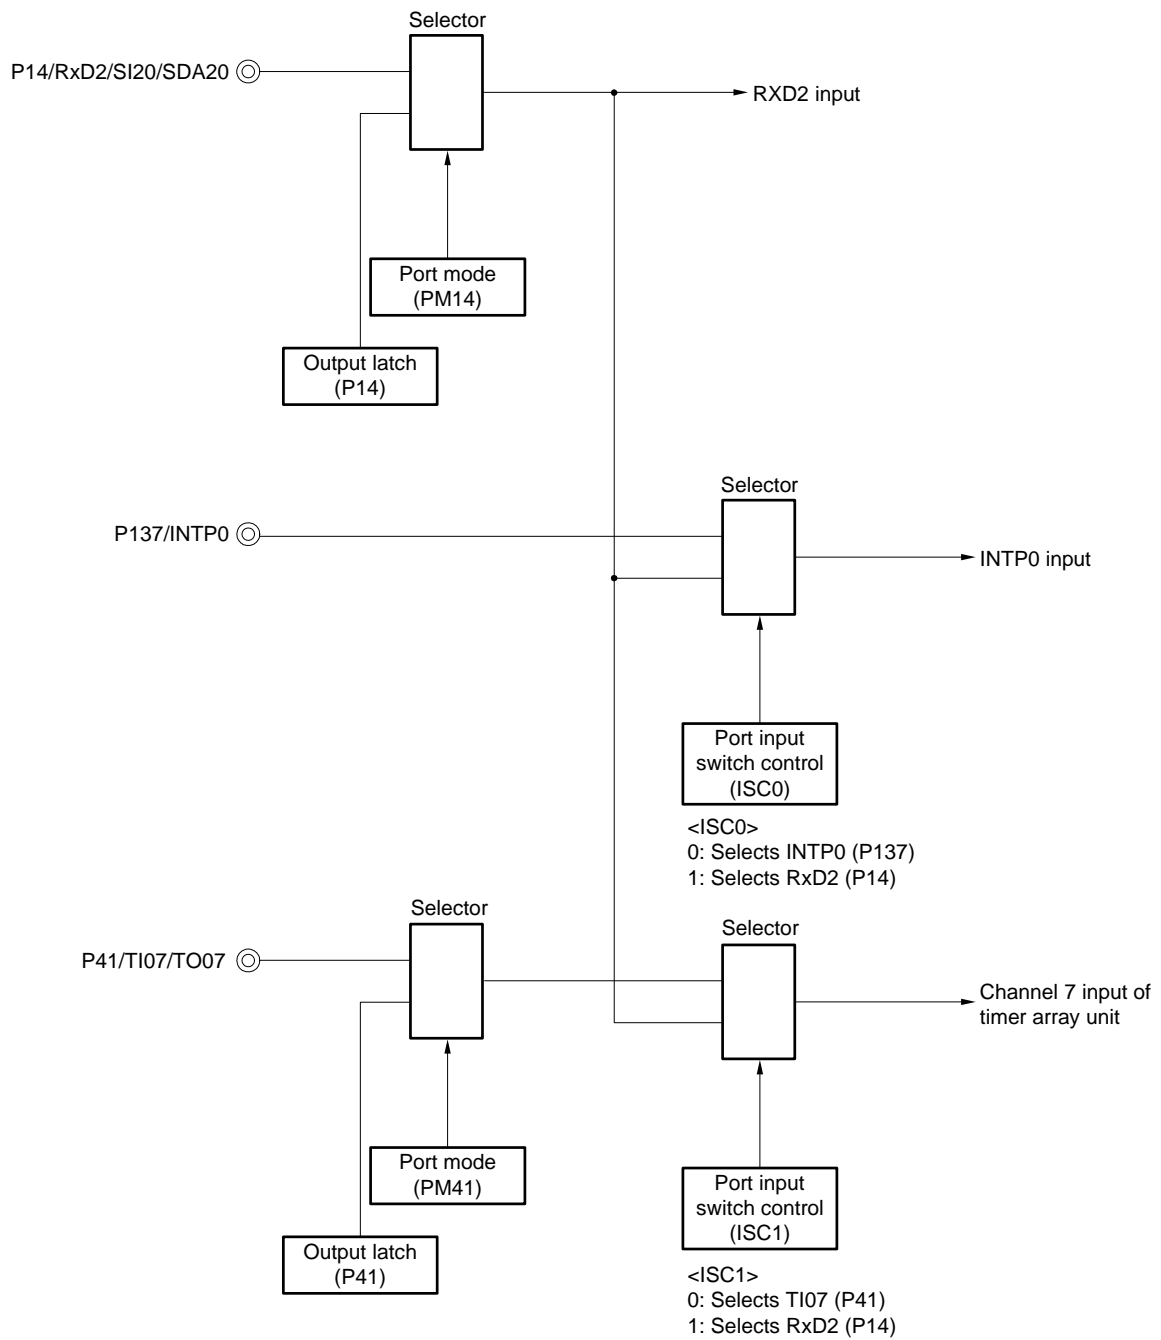 Selector
P14/RxD2/SI20/SDA20
RXD2 input
Port mode
(PM14)
Output latch
(P14)
Selector
P137/INTP0
INTP0 input
Port input
switch control
(ISC0)
<ISC0>
0: Selects INTP0 (P137)
1: Selects RxD2 (P14)
Selector
Selector
P41/TI07/TO07
Channel 7 input of
timer array unit
Port mode
(PM41)
Port input
switch control
(ISC1)
Output latch
(P41)
<ISC1>
0: Selects TI07 (P41)
1: Selects RxD2 (P14)